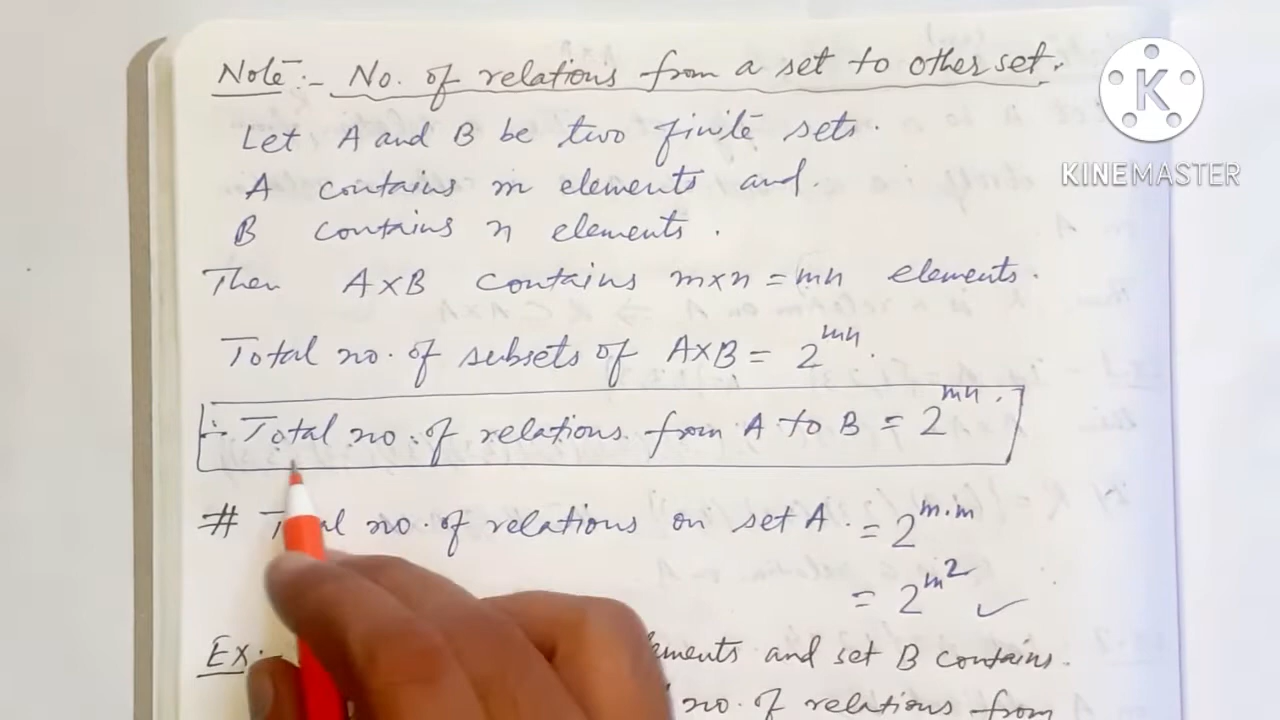 Note:- No. of relations from a set to other set.
Let A and B be two finite sets.
A contains m elements and.
B contains n elements.
Then A×B contains m×n = mn elements.
Total no. of subsets of A×B = 2^mn.
∴ Total no. of relations from A to B = 2^mn.
# Total no. of relations on set A. = 2^m.m
= 2^m² ✓
Ex:- ements and set B contains.
no. of relations from
K
KINEMASTER